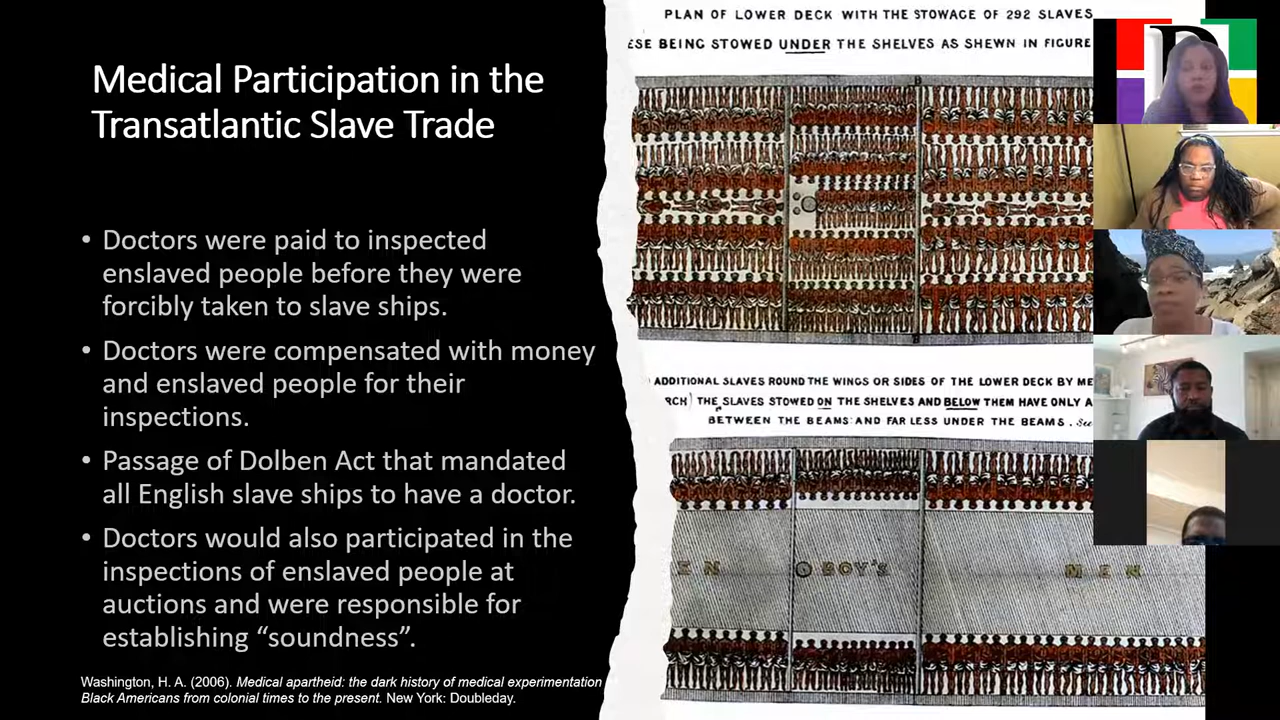 Medical Participation in the
Transatlantic Slave Trade
• Doctors were paid to inspected
enslaved people before they were
forcibly taken to slave ships.
• Doctors were compensated with money
and enslaved people for their
inspections.
• Passage of Dolben Act that mandated
all English slave ships to have a doctor.
• Doctors would also participated in the
inspections of enslaved people at
auctions and were responsible for
establishing “soundness”.
Washington, H. A. (2006). Medical apartheid: the dark history of medical experimentation
Black Americans from colonial times to the present. New York: Doubleday.
PLAN OF LOWER DECK WITH THE STOWAGE OF 292 SLAVES
ESE BEING STOWED UNDER THE SHELVES AS SHEWN IN FIGURE
ADDITIONAL SLAVES ROUND THE WINGS OR SIDES OF THE LOWER DECK BY ME
RCH) THE SLAVES STOWED ON THE SHELVES AND BELOW THEM HAVE ONLY A
BETWEEN THE BEAMS: AND FAR LESS UNDER THE BEAMS. See
EN BOY'S MEN